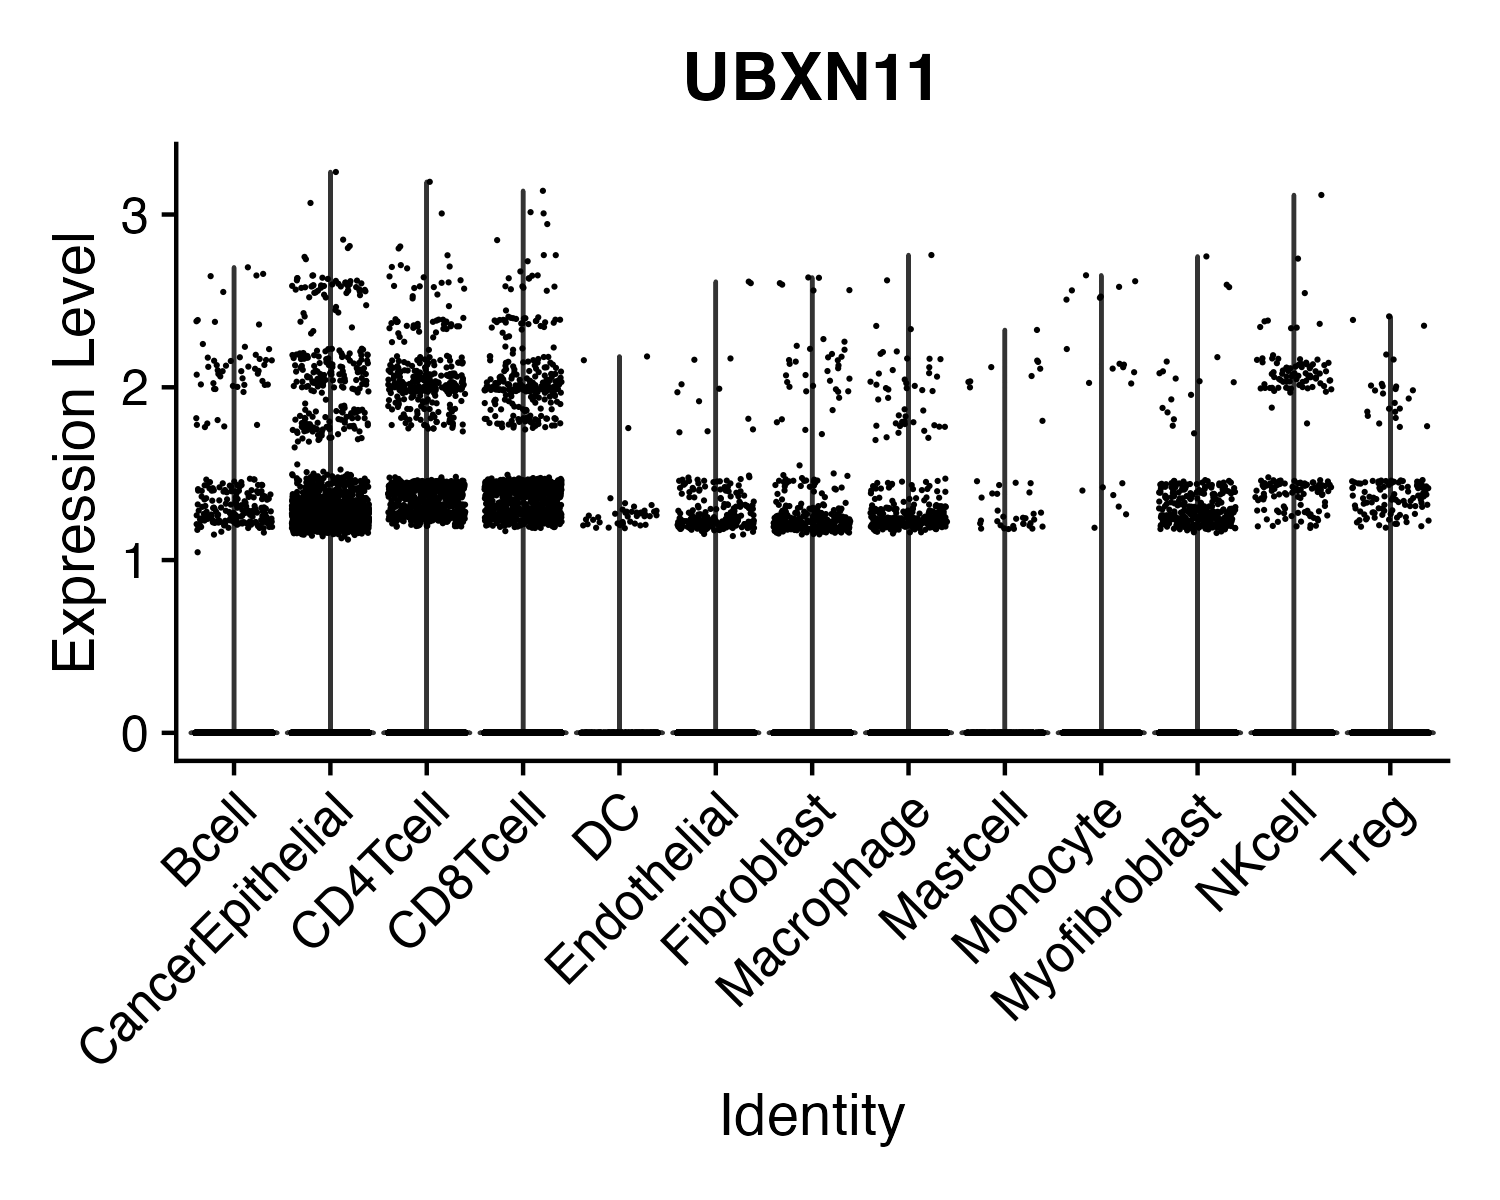 UBXN11
Expression Level
3
2
1
0
Bcell
CancerEpithelial
CD4Tcell
CD8Tcell
DC
Endothelial
Fibroblast
Macrophage
Mastcell
Monocyte
Myofibroblast
NKcell
Treg
Identity